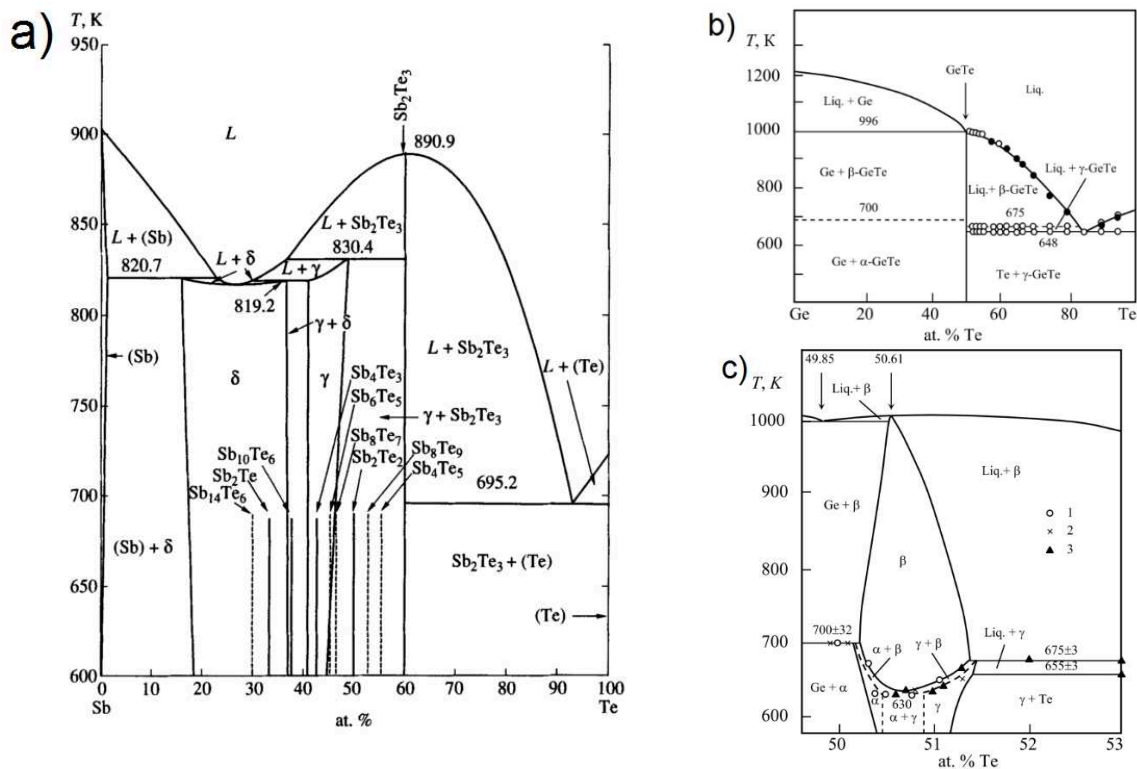 a)
T, K
950
900
850
800
750
700
650
600
0
10
20
30
40
50
60
70
80
90
100
Sb
at. %
Te
L
Sb₂Te₃
890.9
L + Sb₂Te₃
830.4
L + (Sb)
820.7
L + δ
L + γ
819.2
γ + δ
(Sb)
δ
γ
Sb₄Te₃
Sb₆Te₅
L + Sb₂Te₃
L + (Te)
γ + Sb₂Te₃
Sb₈Te₇
Sb₂Te₂
Sb₈Te₉
Sb₄Te₅
Sb₁₀Te₆
Sb₂Te
Sb₁₄Te₆
695.2
(Sb) + δ
Sb₂Te₃ + (Te)
(Te)
b)
T, K
1200
1000
800
600
GeTe
Liq.
Liq. + Ge
996
Liq. + γ-GeTe
Ge + β-GeTe
Liq.+ β-GeTe
700
675
648
Ge + α-GeTe
Te + γ-GeTe
Ge
20
40
60
80
Te
at. % Te
c)
T, K
49.85
50.61
Liq.+ β
1000
900
800
700
600
Liq.+ β
Ge + β
1
2
3
β
700±32
α + β
γ + β
Liq. + γ
675±3
655±3
Ge + α
α
630
α + γ
γ
γ + Te
50
51
52
53
at. % Te